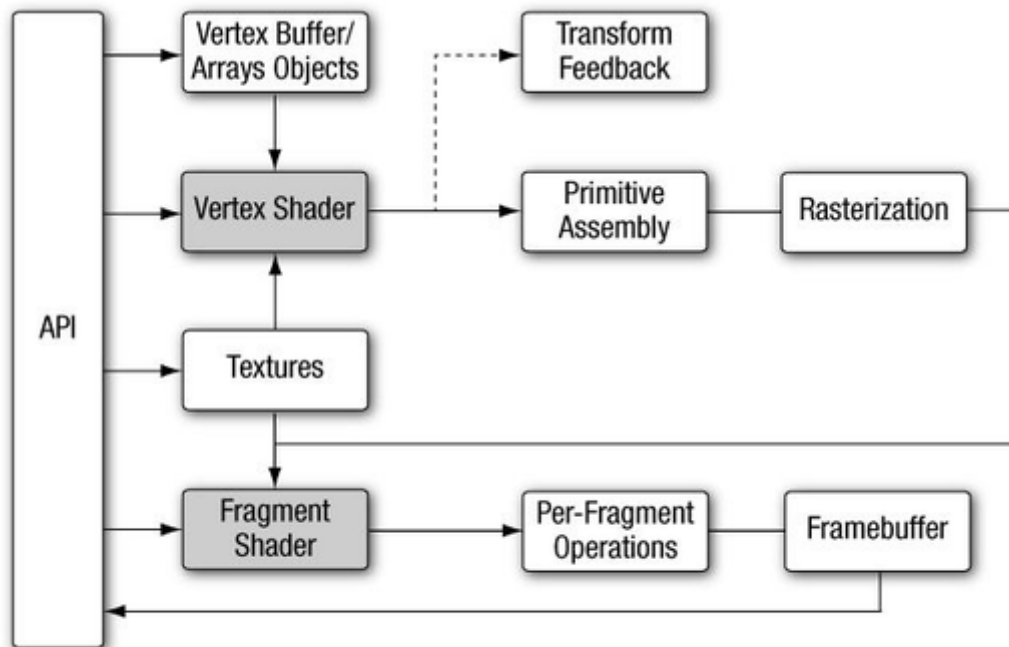 Vertex Buffer/
Arrays Objects
Transform
Feedback
Vertex Shader
Primitive
Assembly
Rasterization
API
Textures
Fragment
Shader
Per-Fragment
Operations
Framebuffer